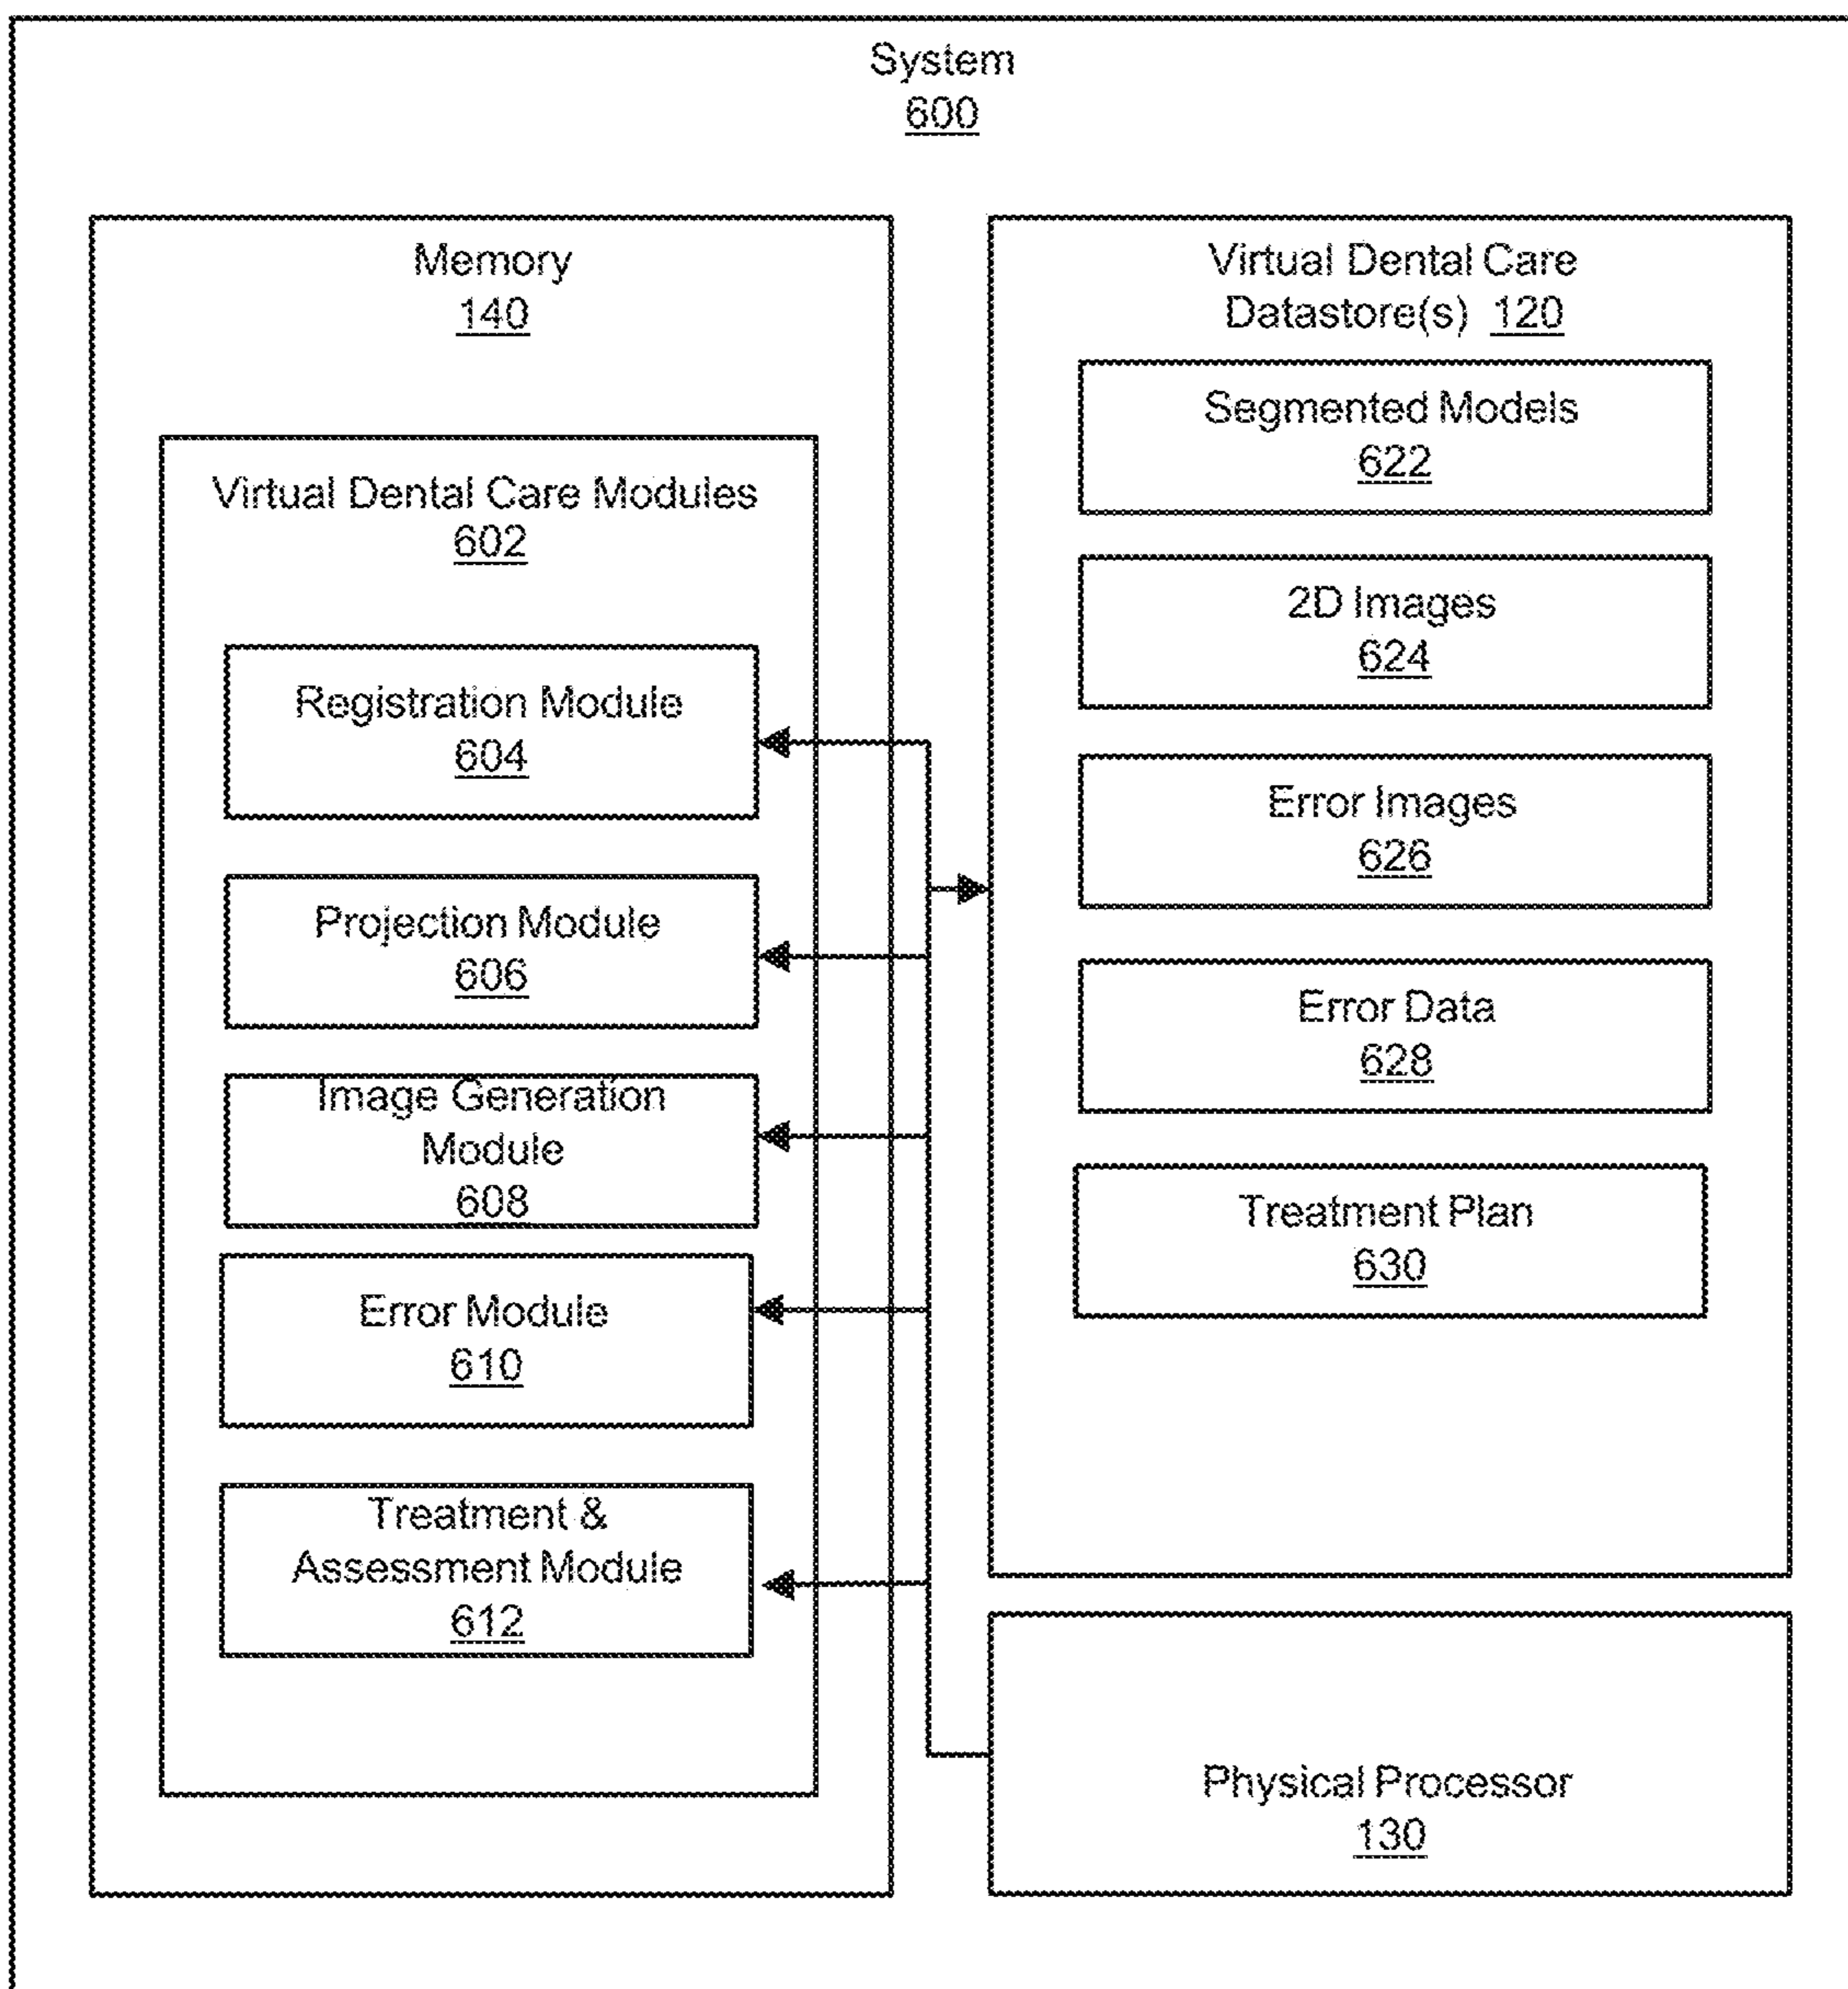 System
600
Memory
140
Virtual Dental Care Modules
602
Registration Module
604
Projection Module
606
Image Generation
Module
608
Error Module
610
Treatment &
Assessment Module
612
Virtual Dental Care
Datastore(s) 120
Segmented Models
622
2D Images
624
Error Images
626
Error Data
628
Treatment Plan
630
Physical Processor
130